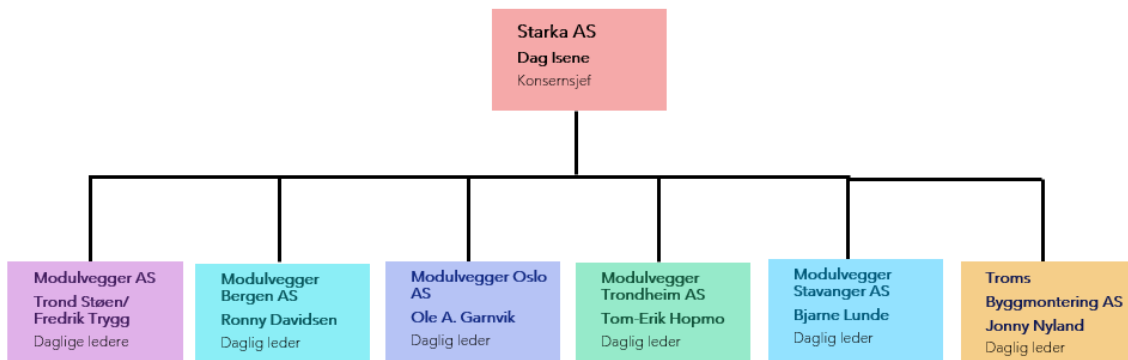 Starka AS
Dag Isene
Konsernsjef
Modulvegger AS
Trond Støen/
Fredrik Trygg
Daglige ledere
Modulvegger
Bergen AS
Ronny Davidsen
Daglig leder
Modulvegger Oslo
AS
Ole A. Garnvik
Daglig leder
Modulvegger
Trondheim AS
Tom-Erik Hopmo
Daglig leder
Modulvegger
Stavanger AS
Bjarne Lunde
Daglig leder
Troms
Byggmontering AS
Jonny Nyland
Daglig leder